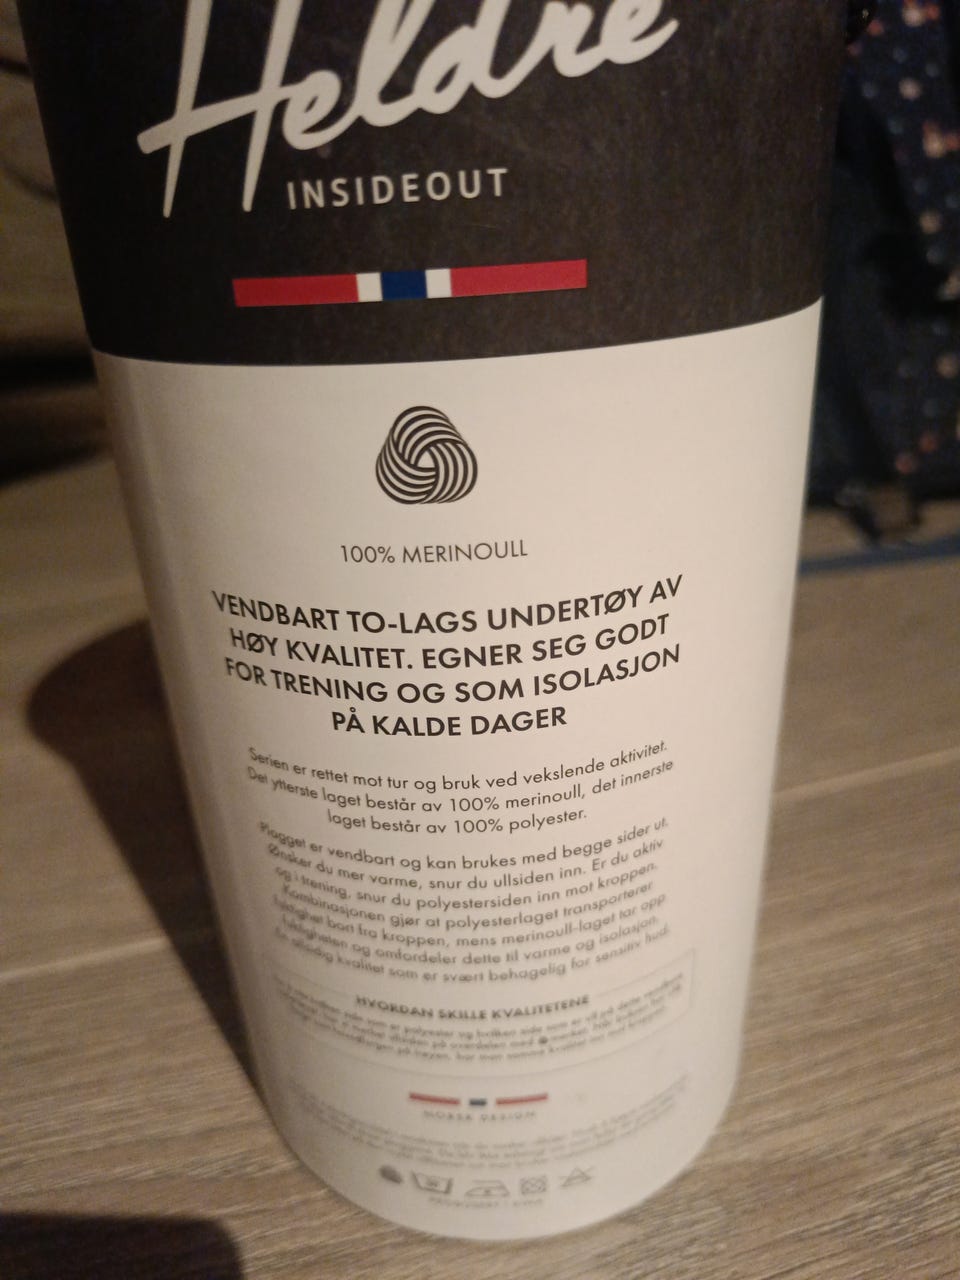 Heldre
INSIDEOUT
100% MERINOULL
VENDBART TO-LAGS UNDERTØY AV
HØY KVALITET. EGNER SEG GODT
FOR TRENING OG SOM ISOLASJON
PÅ KALDE DAGER
Serien er rettet mot tur og bruk ved vekslende aktivitet.
Det ytterste laget består av 100% merinoull, det innerste
laget består av 100% polyester.
Plagget er vendbart og kan brukes med begge sider ut.
Ønsker du mer varme, snur du ullsiden inn. Er du aktiv
og i trening, snur du polyestersiden inn mot kroppen.
Kombinasjonen gjør at polyesterlaget transporterer
fuktighet bort fra kroppen, mens merinoull-laget tar opp
fuktigheten og omfordeler dette til varme og isolasjon.
En allsidig kvalitet som er svært behagelig for sensitiv hud.
HVORDAN SKILLE KVALITETENE
NORSK DESIGN